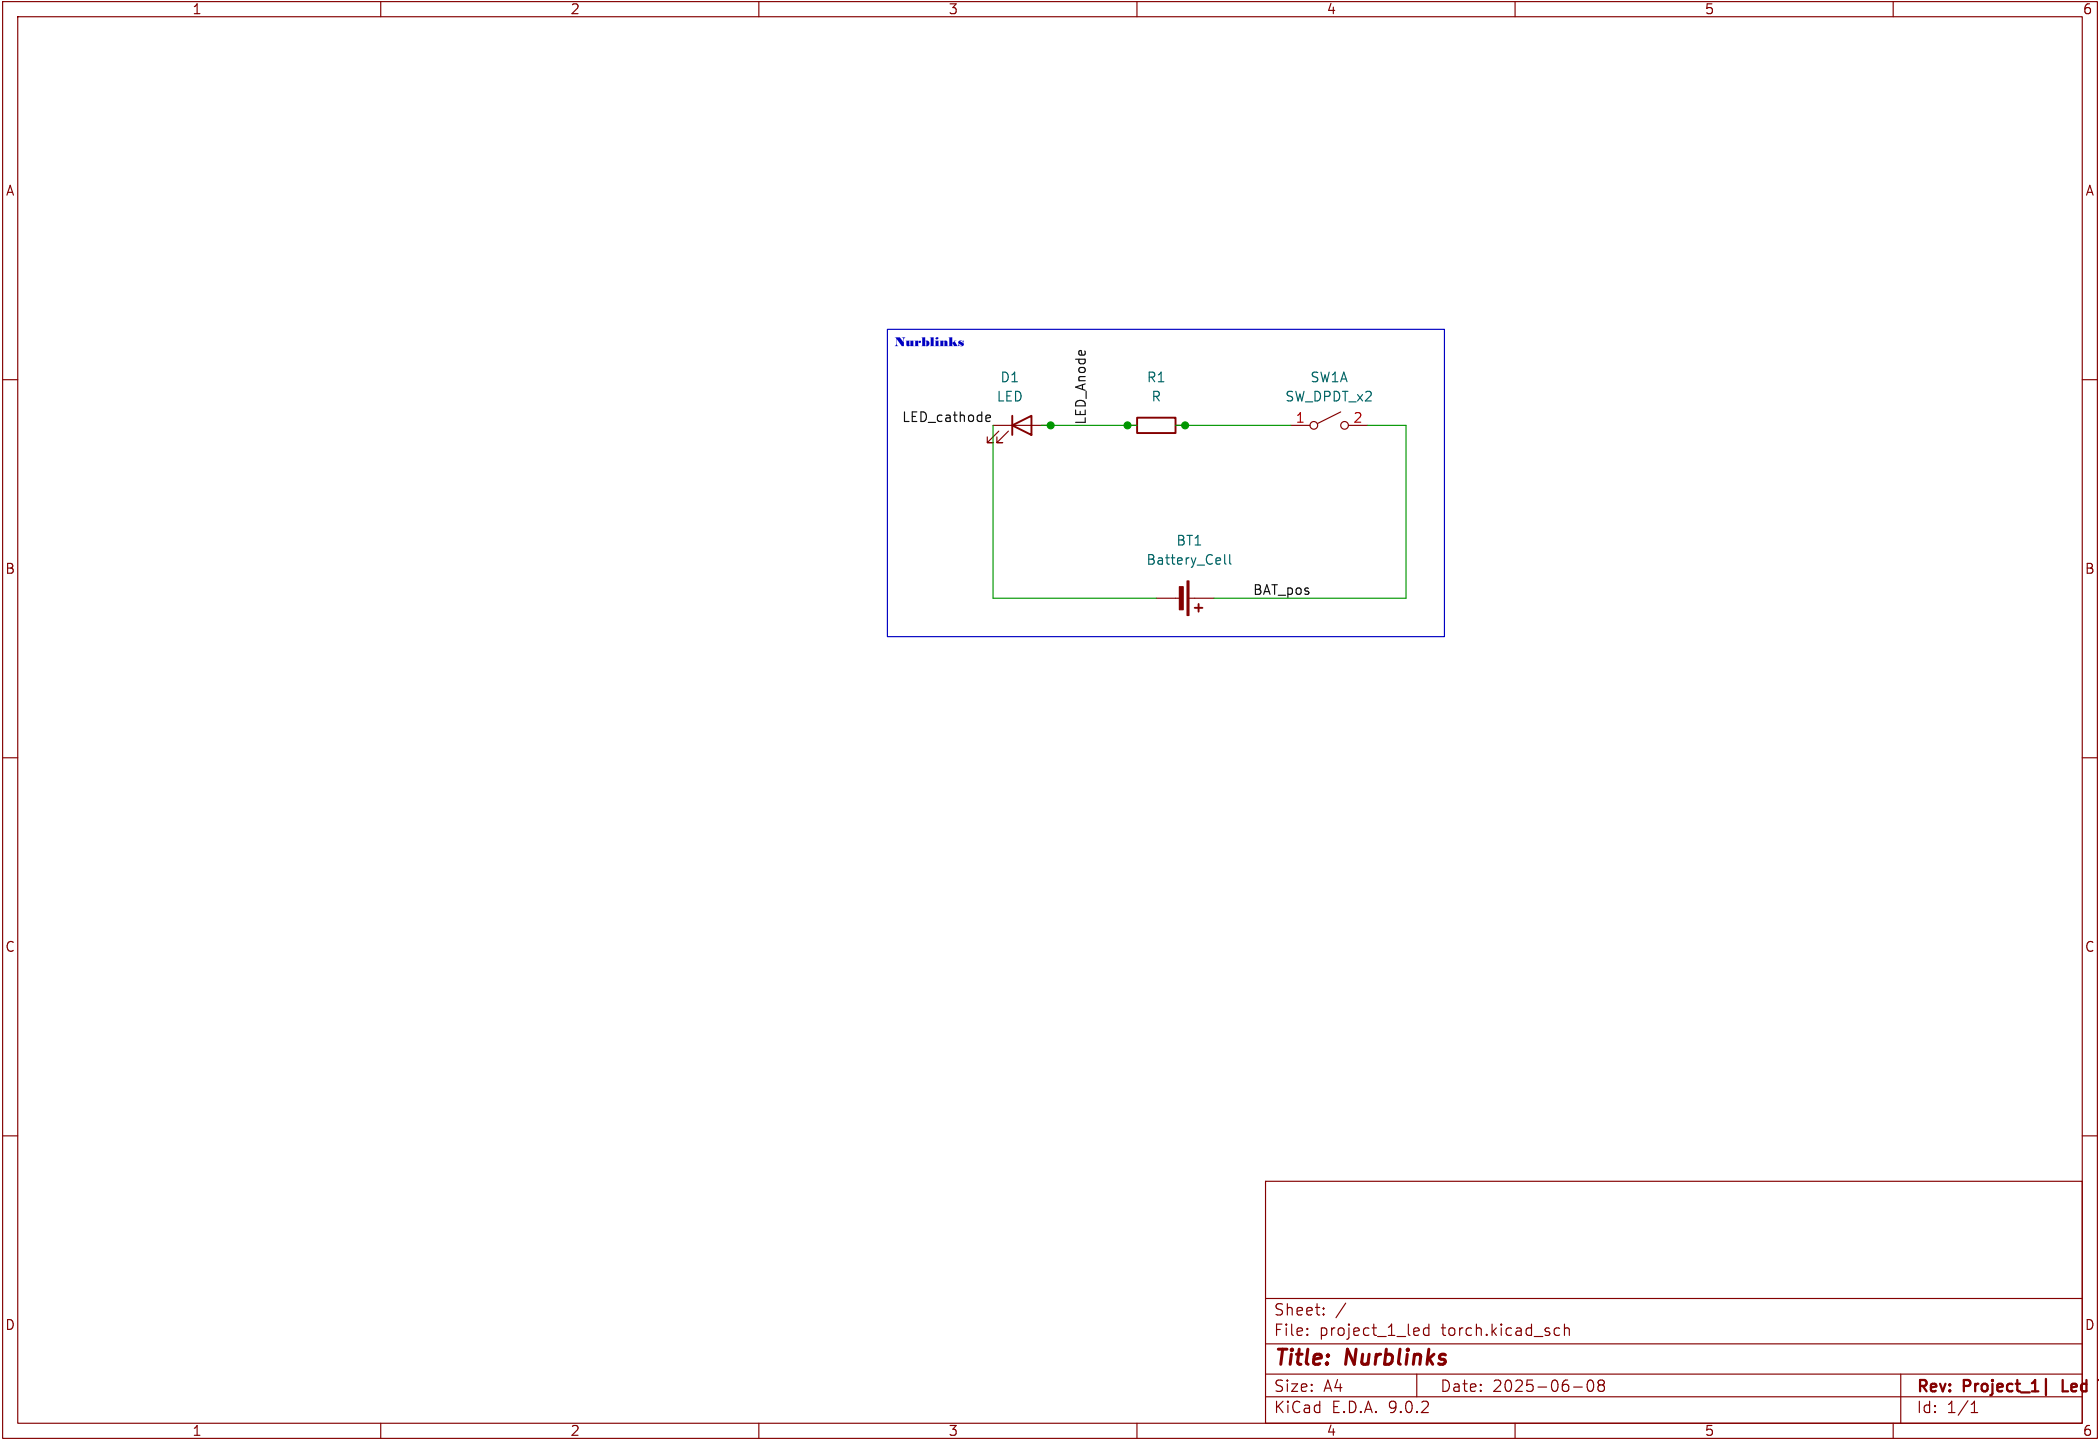 1 2 3 4 5 6
A A
Nurblinks
LED_Anode
D1 R1 SW1A
LED R SW_DPDT_x2
LED_cathode 1 2
BT1
Battery_Cell
B B
BAT_pos
+
C C
Sheet: /
D D
File: project_1_led torch.kicad_sch
Title: Nurblinks
Size: A4 Date: 2025-06-08 Rev: Project_1| Led
KiCad E.D.A. 9.0.2 Id: 1/1
1 2 3 4 5 6